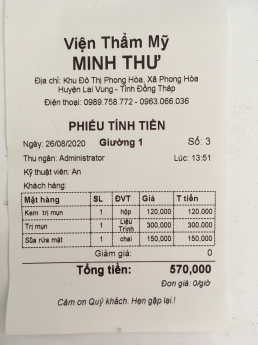 Viện Thẩm Mỹ
MINH THƯ
Địa chỉ: Khu Đô Thị Phong Hòa, Xã Phong Hòa
Huyện Lai Vung - Tỉnh Đồng Tháp
Điện thoại: 0989.758.772 - 0963.066.036
PHIẾU TÍNH TIỀN
Ngày: 26/08/2020 Giường 1 Số: 3
Thu ngân: Administrator Lúc: 13:51
Kỹ thuật viên: An
Khách hàng:
Mặt hàng SL ĐVT Giá T tiền
Kem trị mụn 1 hộp 120,000 120,000
Trị mụn 1 Liệu Trình 300,000 300,000
Sữa rửa mặt 1 chai 150,000 150,000
Giảm giá: 0
Tổng tiền: 570,000
Đơn giá: 0/giờ
Cảm ơn Quý khách. Hẹn gặp lại.!